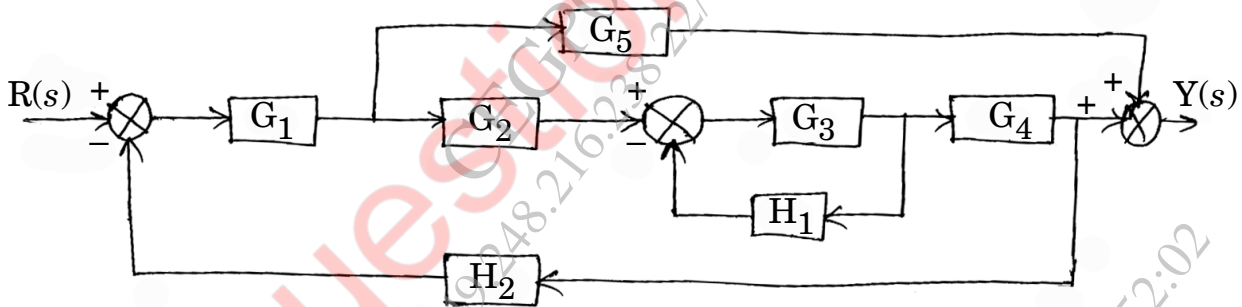 G5
R(s) + G1 G2 + G3 G4 + + Y(s)
− −
H1
H2